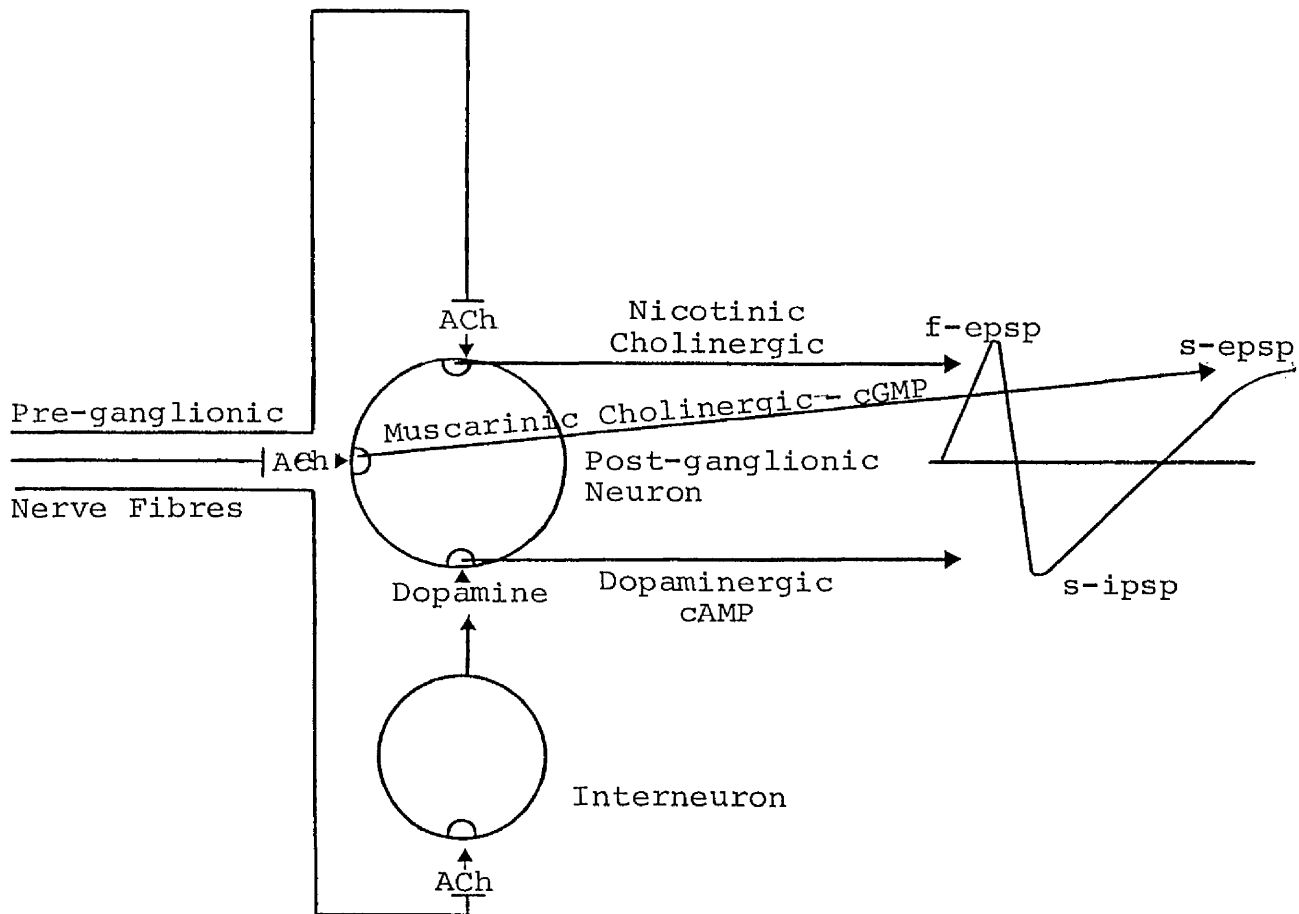 ACh
Nicotinic
Cholinergic
f-epsp
s-epsp
Pre-ganglionic
Muscarinic Cholinergic - cGMP
ACh
Post-ganglionic
Neuron
Nerve Fibres
Dopamine
Dopaminergic
cAMP
s-ipsp
Interneuron
ACh